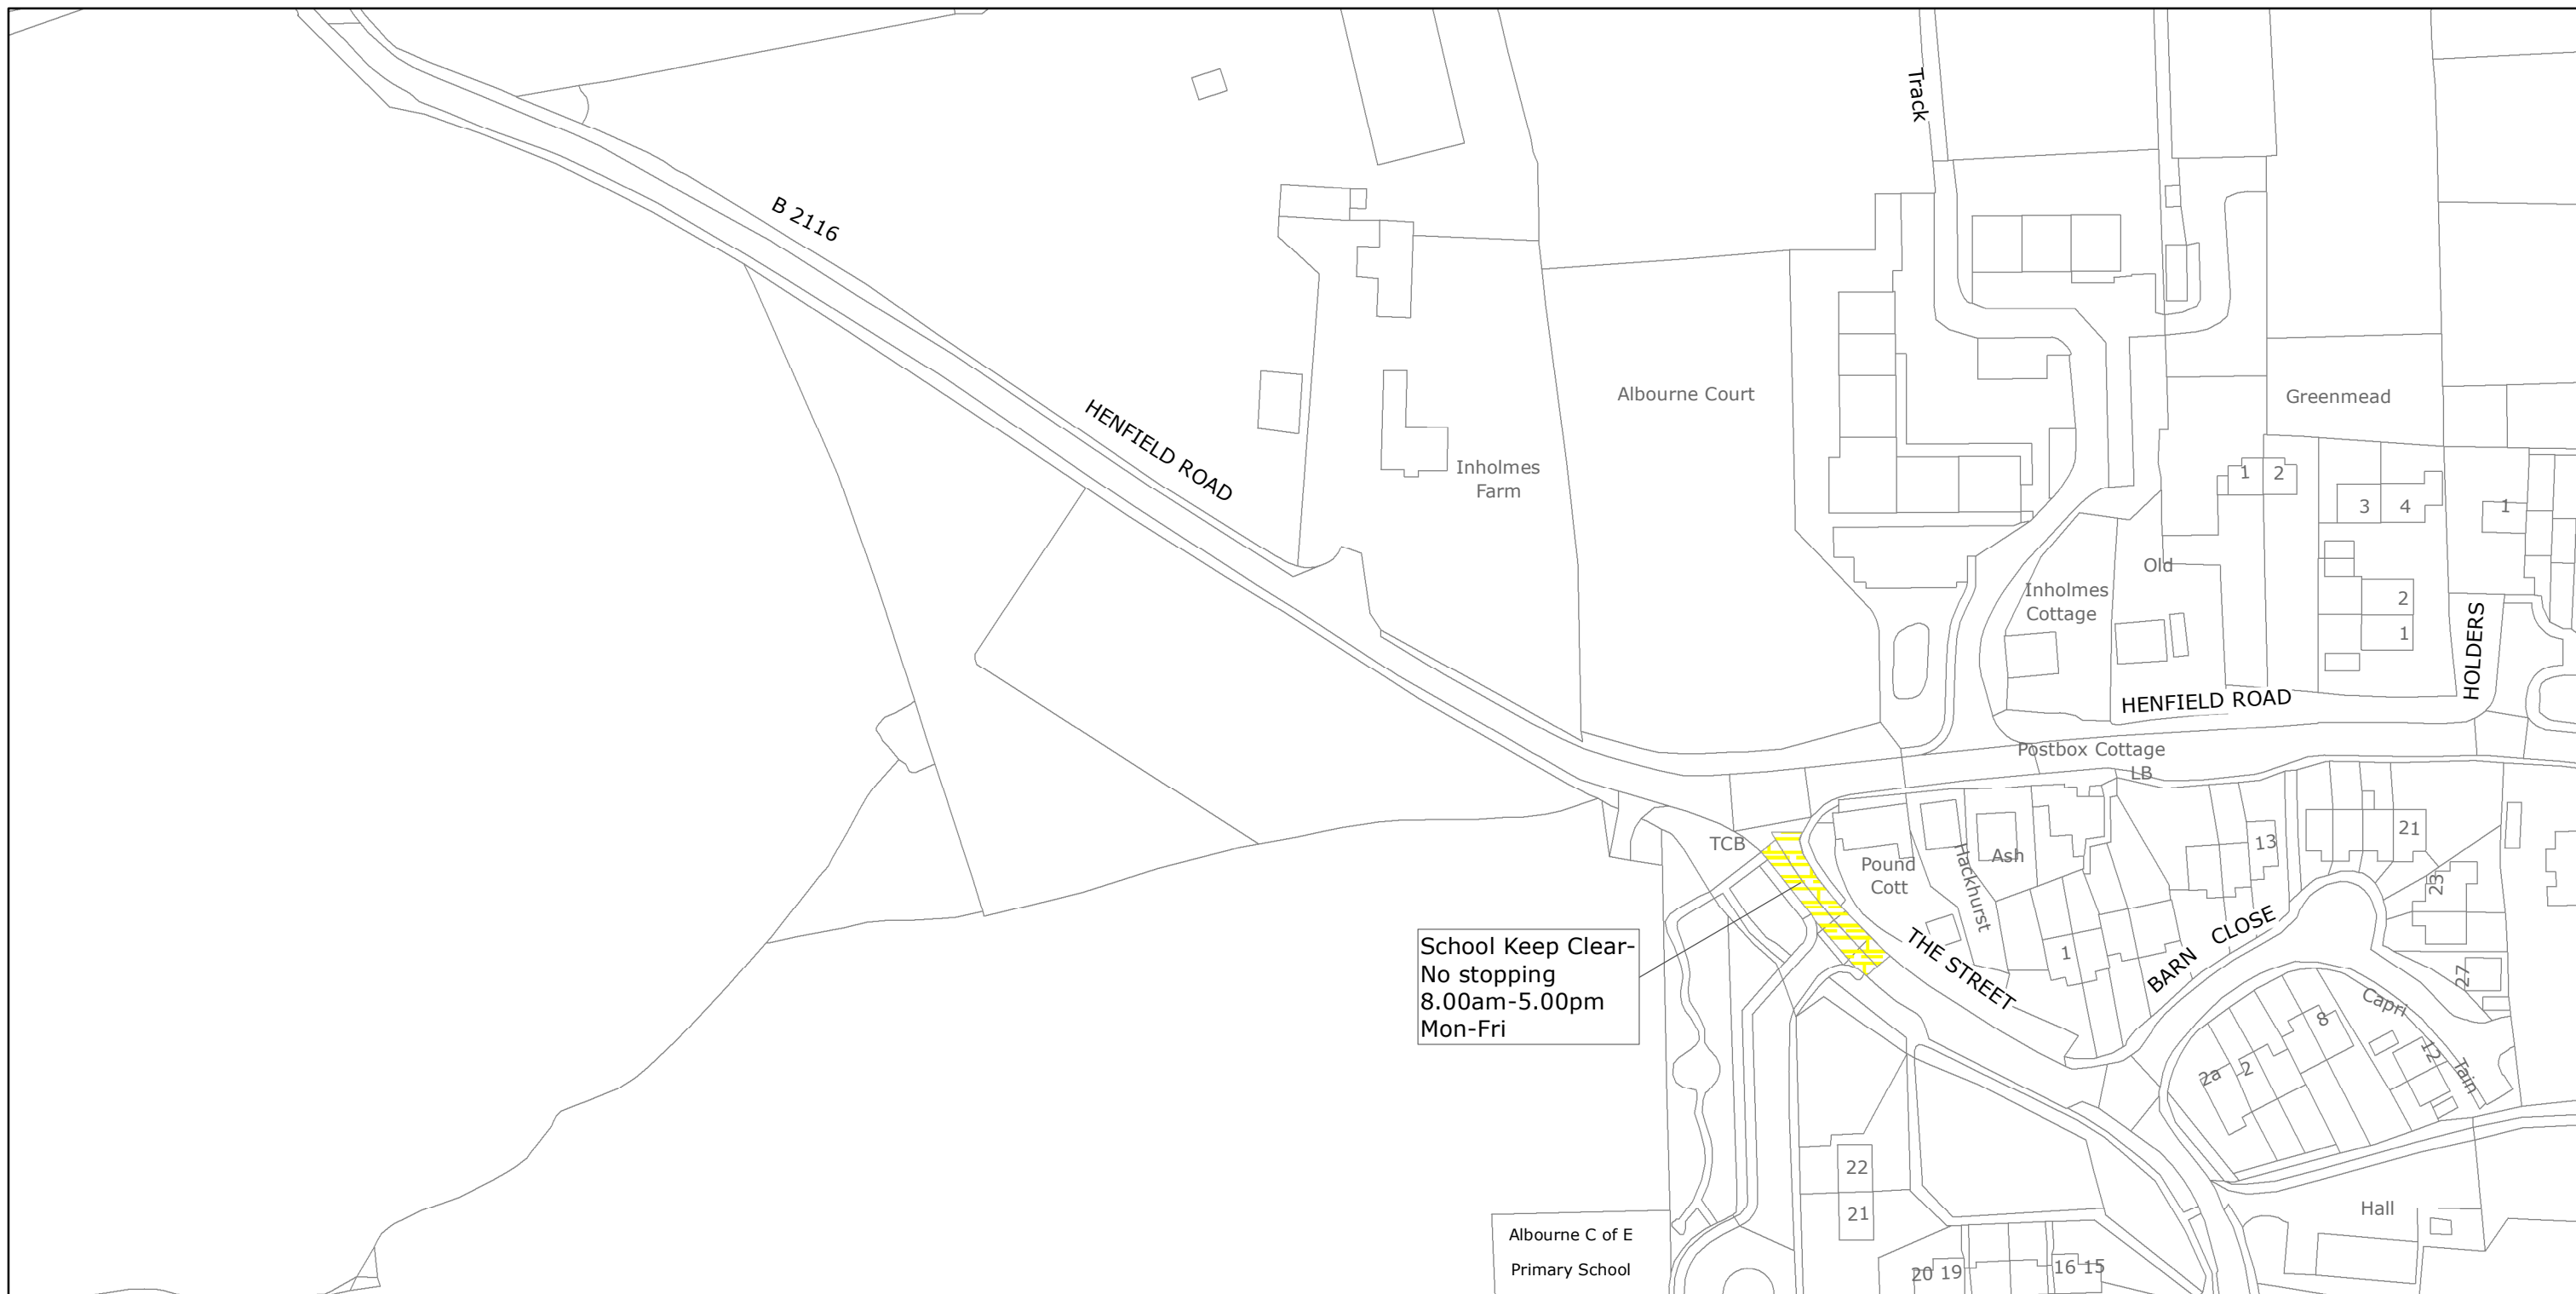 Track
B 2116
HENFIELD ROAD
Albourne Court
Greenmead
Inholmes
Farm
1
2
3
4
1
Old
Inholmes
Cottage
2
1
HOLDERS
HENFIELD ROAD
Postbox Cottage
LB
TCB
Pound
Cott
Hackhurst
Ash
13
21
23
School Keep Clear-
No stopping
8.00am-5.00pm
Mon-Fri
THE STREET
1
BARN CLOSE
27
Capri
8
12
Tain
2a
2
22
21
Hall
Albourne C of E
Primary School
20
19
16
15